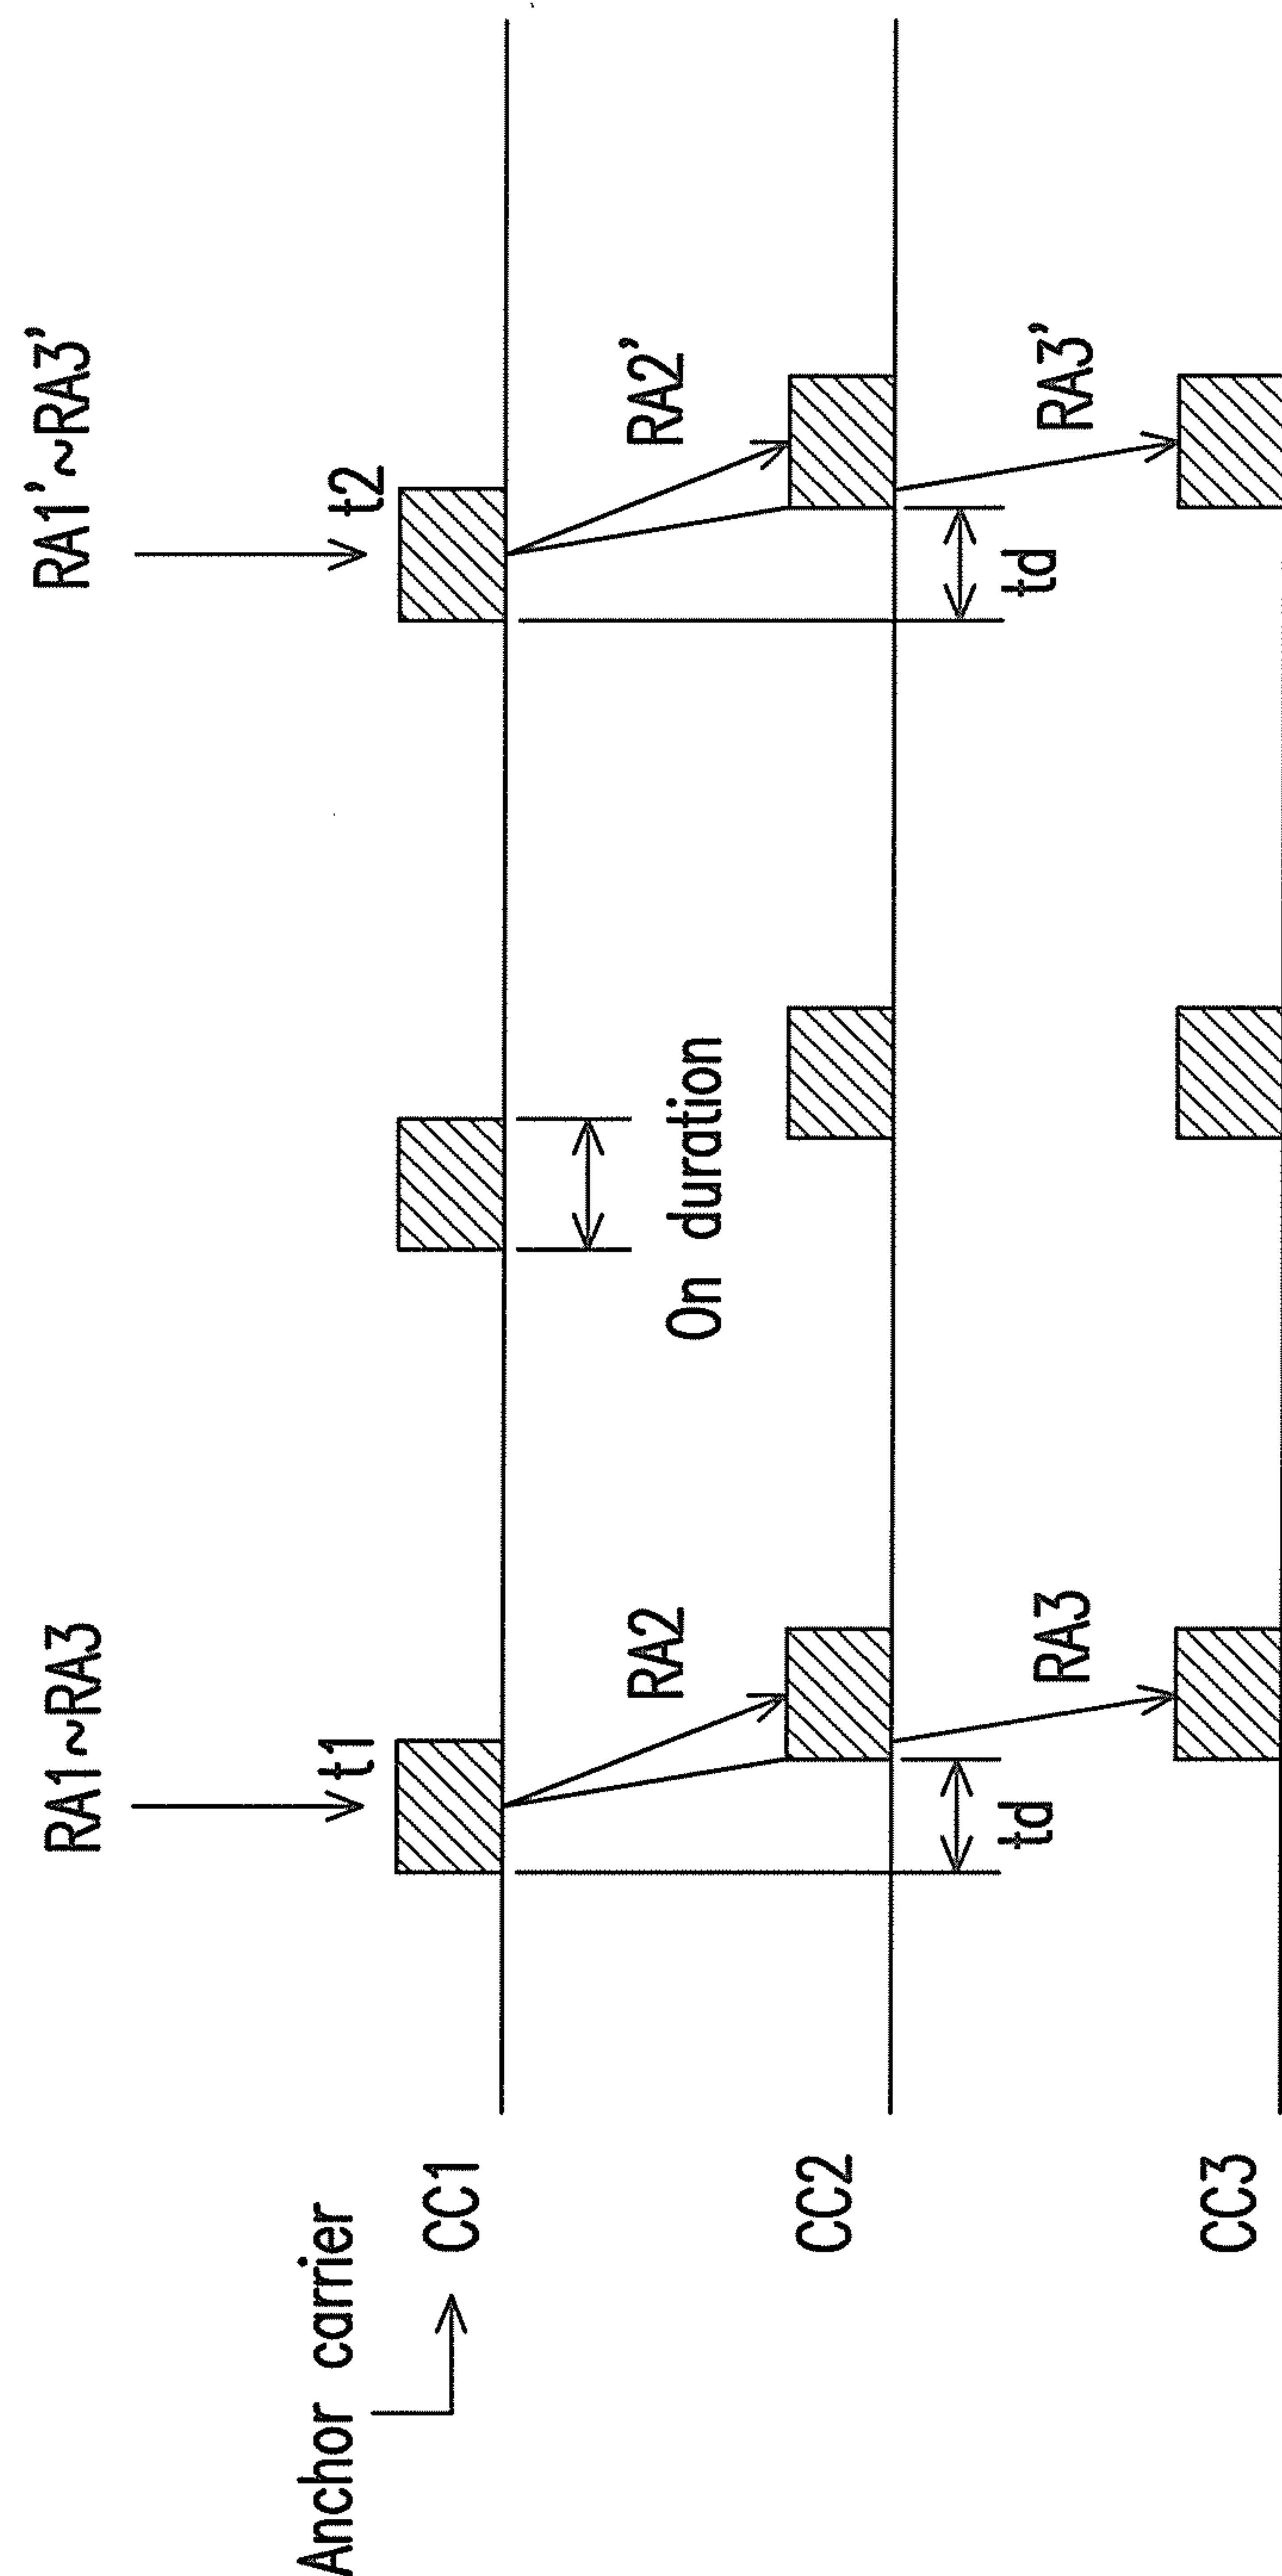 RA1~RA3
RA1'~RA3'
t1
t2
Anchor carrier
CC1
On duration
RA2
RA2'
CC2
td
td
RA3
RA3'
CC3